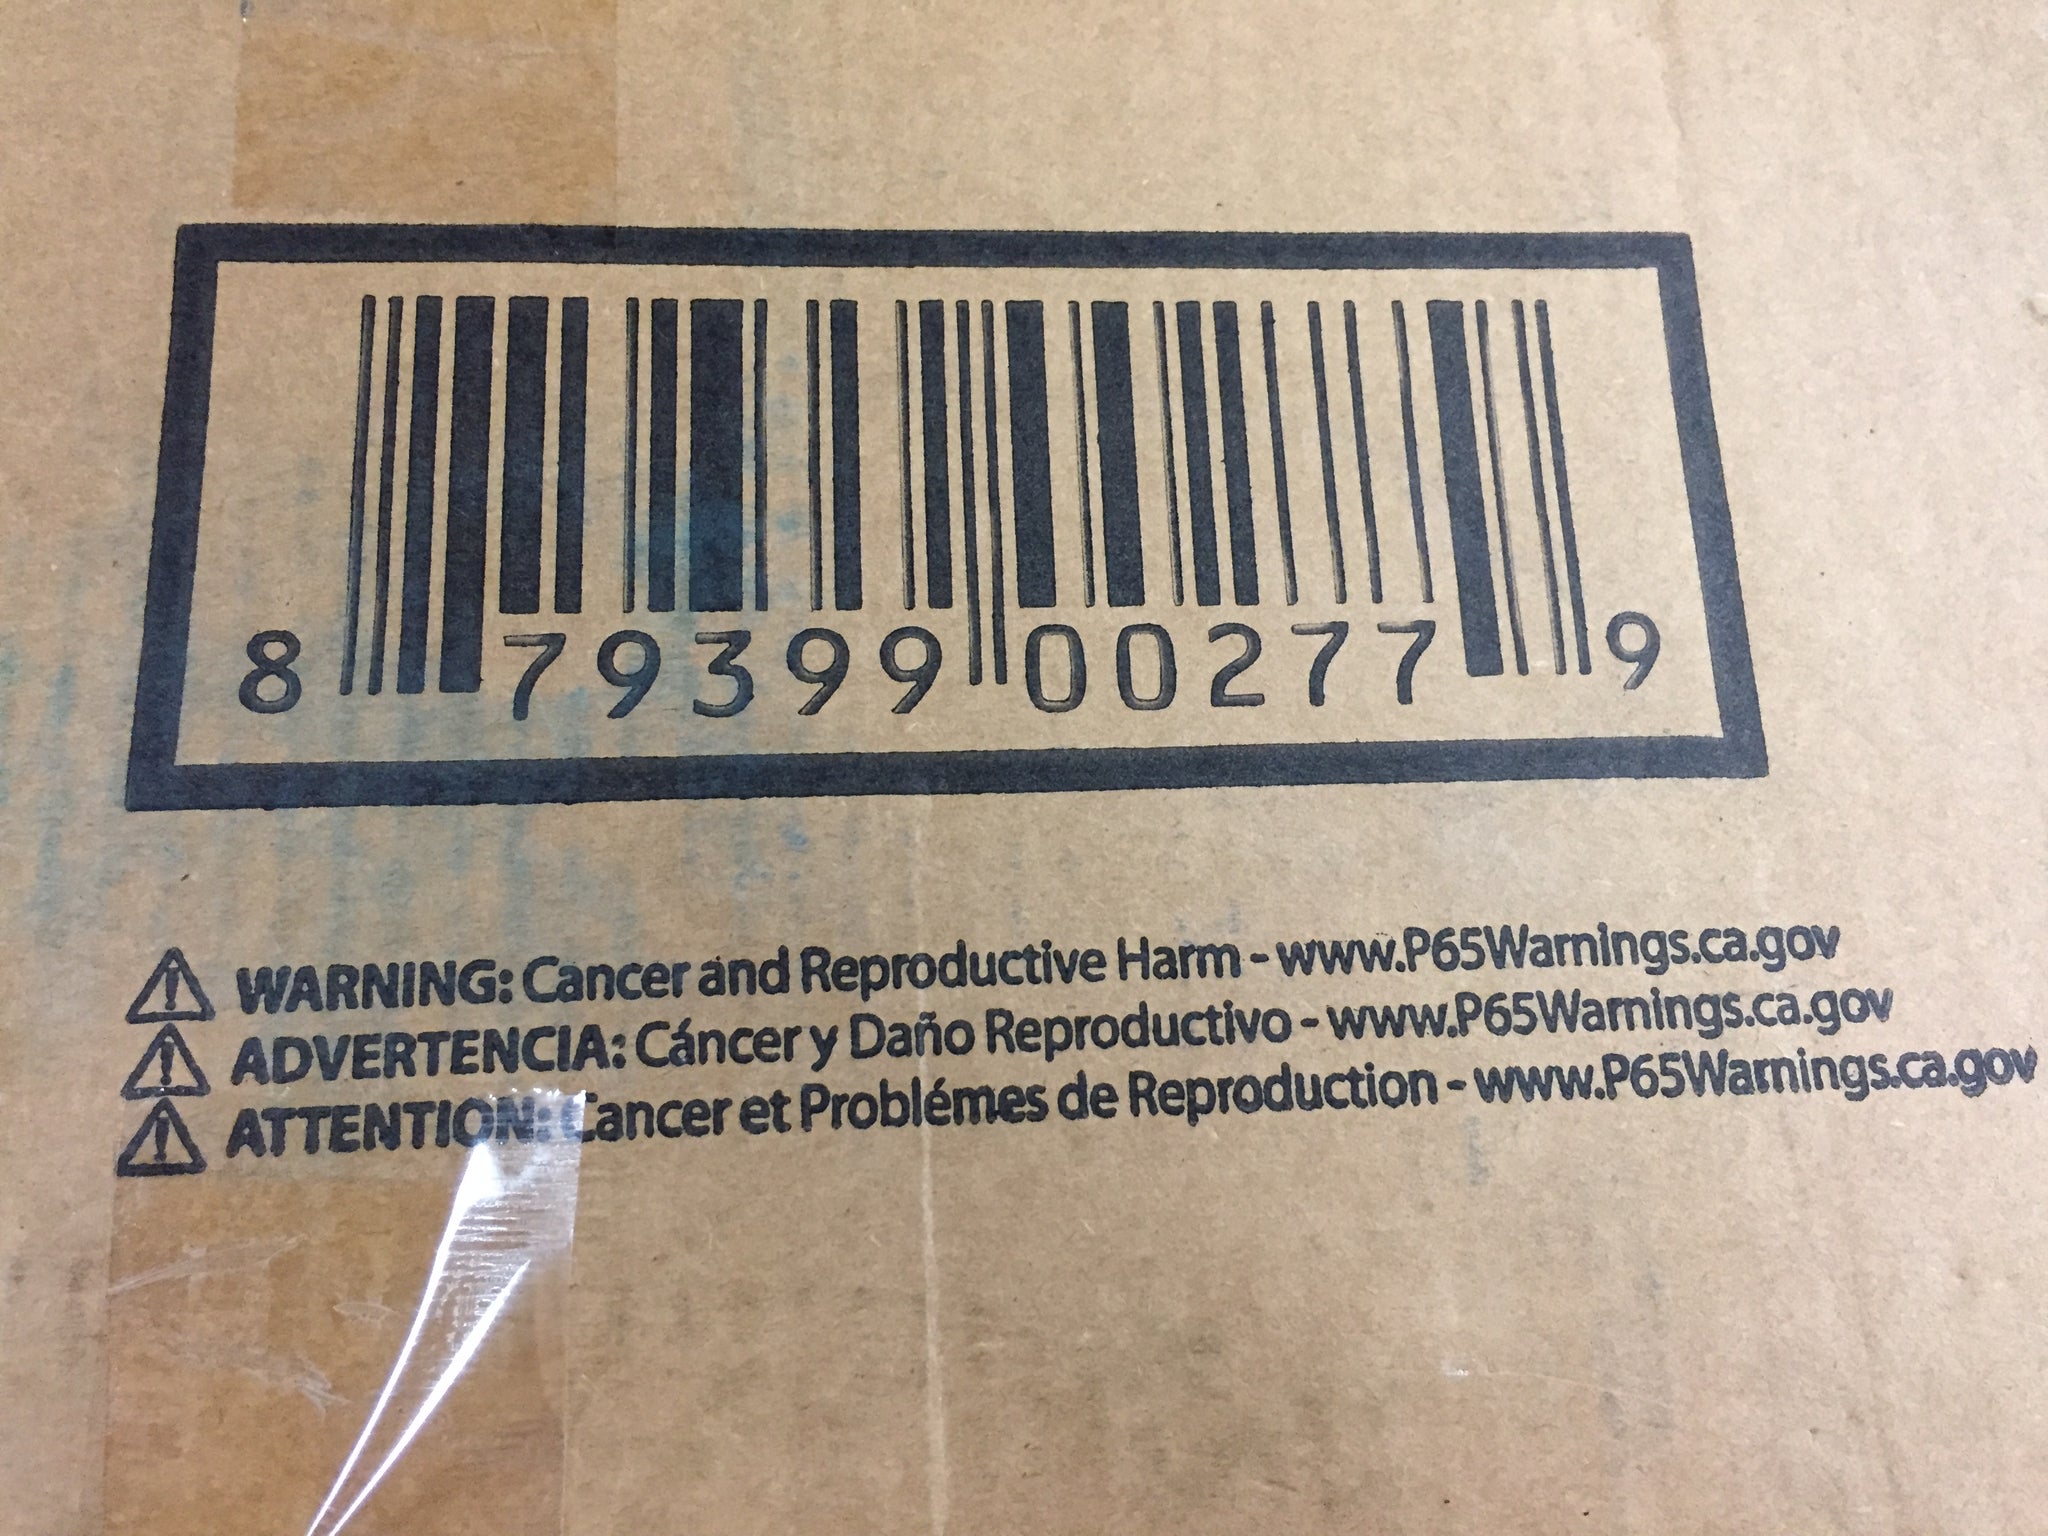 8 79399 00277 9
WARNING: Cancer and Reproductive Harm - www.P65Warnings.ca.gov
ADVERTENCIA: Cáncer y Daño Reproductivo - www.P65Warnings.ca.gov
ATTENTION: Cancer et Problémes de Reproduction - www.P65Warnings.ca.gov